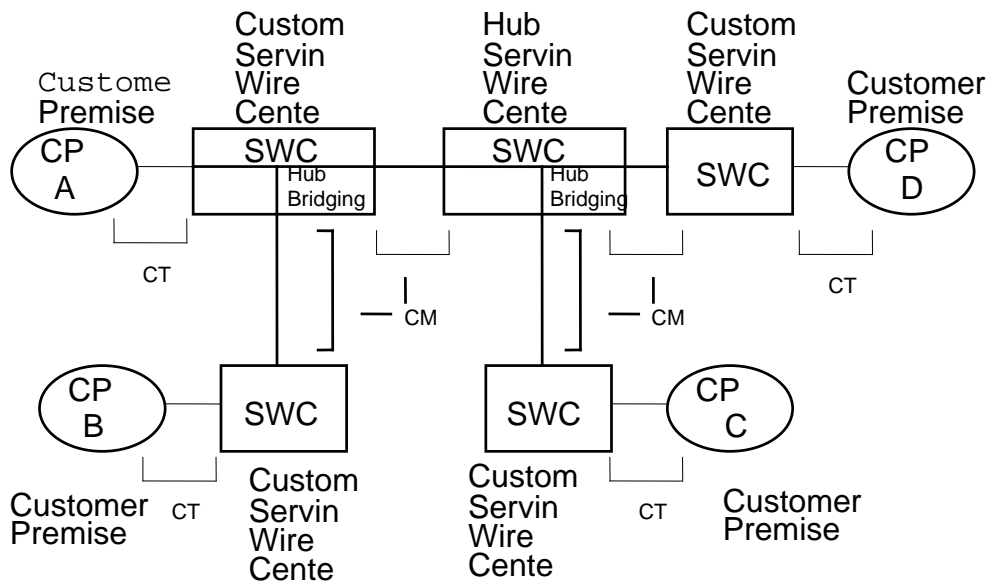 Custom
Servin
Wire
Cente
Hub
Servin
Wire
Cente
Custom
Servin
Wire
Cente
Custome
Premise
Customer
Premise
CP
A
SWC
Hub
Bridging
SWC
Hub
Bridging
SWC
CP
D
CT
CM
CM
CT
CP
B
SWC
SWC
CP
C
Customer
Premise
CT
Custom
Servin
Wire
Cente
Custom
Servin
Wire
Cente
CT
Customer
Premise